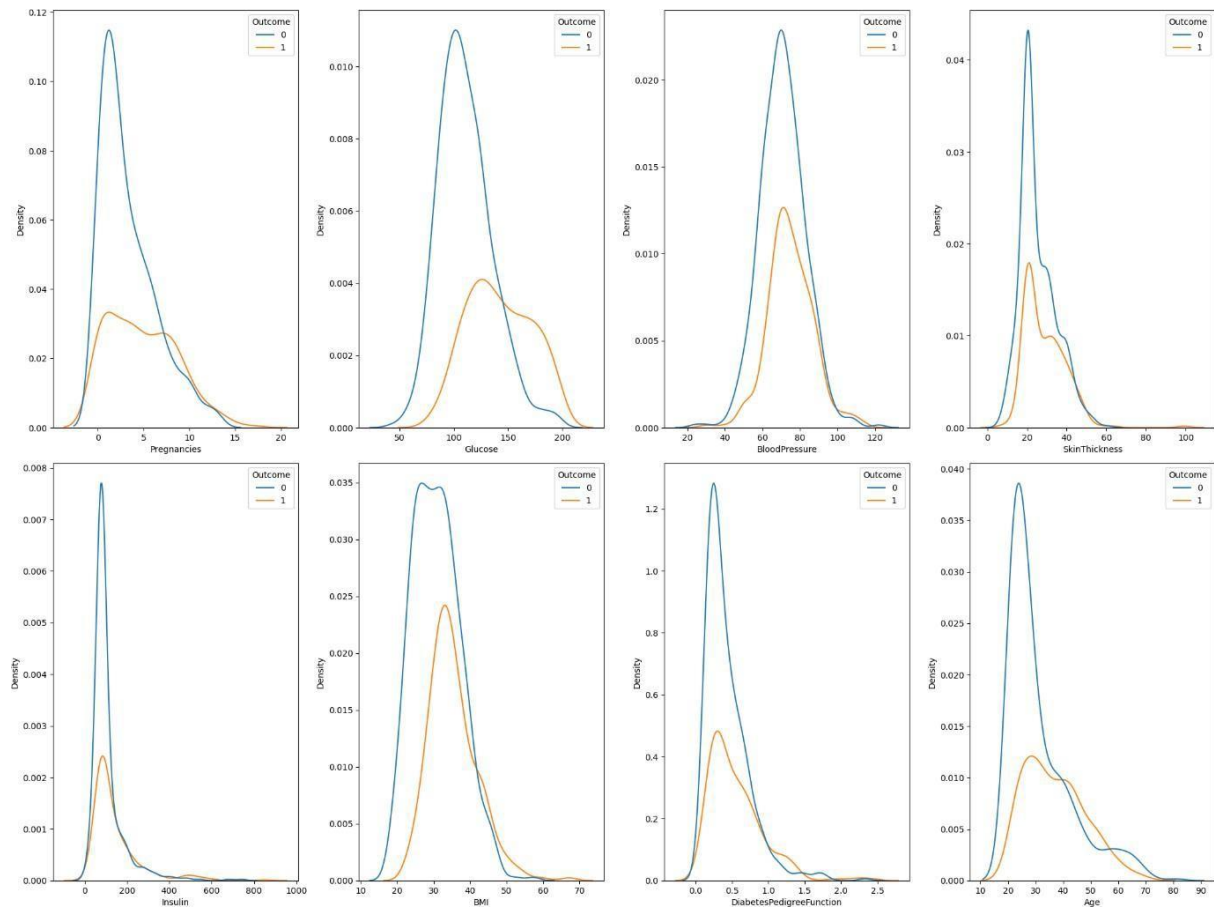 Outcome
0
1
0.12
0.10
0.08
0.06
0.04
0.02
0.00
Density
0 5 10 15 20
Pregnancies
Outcome
0
1
0.010
0.008
0.006
0.004
0.002
0.000
Density
50 100 150 200
Glucose
Outcome
0
1
0.020
0.015
0.010
0.005
0.000
Density
20 40 60 80 100 120
BloodPressure
Outcome
0
1
0.04
0.03
0.02
0.01
0.00
Density
0 20 40 60 80 100
SkinThickness
Outcome
0
1
0.008
0.007
0.006
0.005
0.004
0.003
0.002
0.001
0.000
Density
0 200 400 600 800 1000
Insulin
Outcome
0
1
0.035
0.030
0.025
0.020
0.015
0.010
0.005
0.000
Density
10 20 30 40 50 60 70
BMI
Outcome
0
1
1.2
1.0
0.8
0.6
0.4
0.2
0.0
Density
0.0 0.5 1.0 1.5 2.0 2.5
DiabetesPedigreeFunction
Outcome
0
1
0.040
0.035
0.030
0.025
0.020
0.015
0.010
0.005
0.000
Density
10 20 30 40 50 60 70 80 90
Age